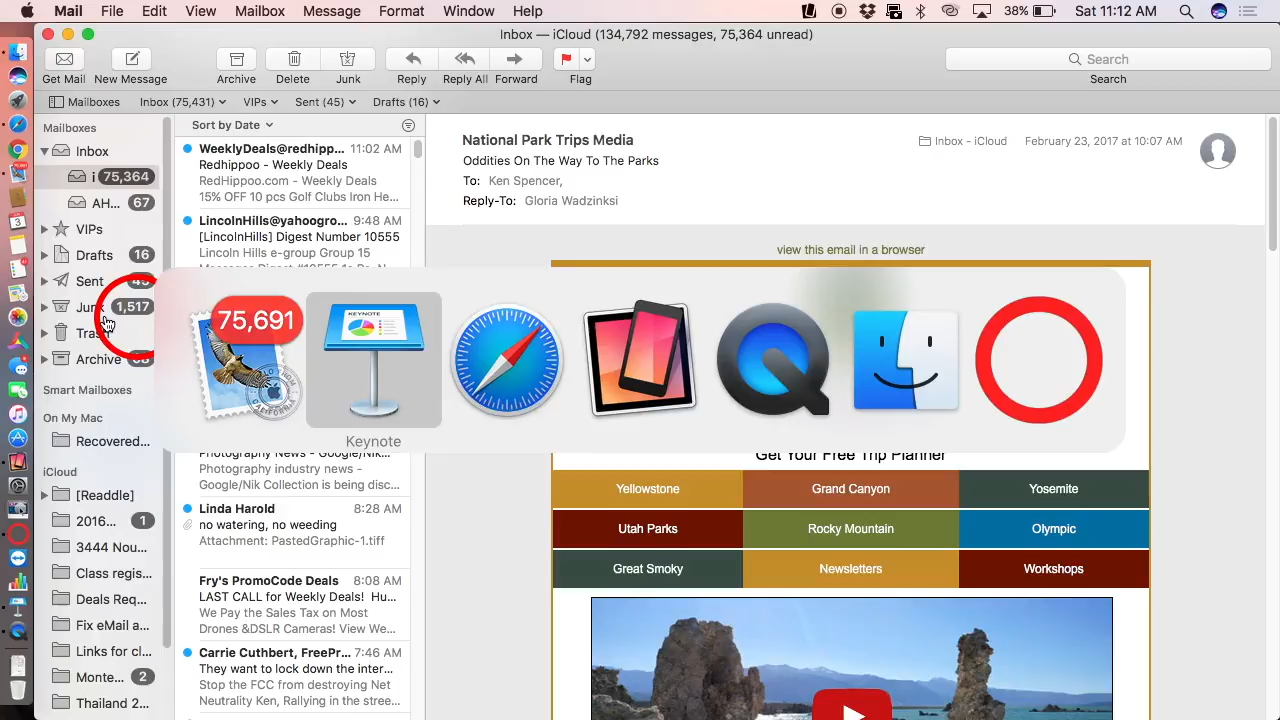 Mail File Edit View Mailbox Message Format Window Help 38% Sat 11:12 AM
Inbox — iCloud (134,792 messages, 75,364 unread)
Get Mail New Message Archive Delete Junk Reply Reply All Forward Flag Search
Search
Mailboxes Inbox (75,431) VIPs Sent (45) Drafts (16)
Mailboxes
Inbox
i 75,364
AH... 67
VIPs
Drafts 16
Sent 45
Junk 1,517
Archive
Smart Mailboxes
On My Mac
Recovered...
iCloud
[Readdle]
2016... 1
3444 Nou...
Class regis...
Deals Req...
Fix eMail a...
Links for cl...
Monte... 2
Thailand 2...
Sort by Date
WeeklyDeals@redhipp... 11:02 AM
Redhippoo - Weekly Deals
RedHippoo.com - Weekly Deals
15% OFF 10 pcs Golf Clubs Iron He...
LincolnHills@yahoogro... 9:48 AM
[LincolnHills] Digest Number 10555
Lincoln Hills e-group Group 15
Photography News - Google/Nik...
Photography industry news -
Google/Nik Collection is being disc...
Linda Harold 8:28 AM
no watering, no weeding
Attachment: PastedGraphic-1.tiff
Fry's PromoCode Deals 8:08 AM
LAST CALL for Weekly Deals! Hu...
We Pay the Sales Tax on Most
Drones &DSLR Cameras! View We...
Carrie Cuthbert, FreePr... 7:46 AM
They want to lock down the inter...
Stop the FCC from destroying Net
Neutrality Ken, Rallying in the stree...
National Park Trips Media
Inbox - iCloud February 23, 2017 at 10:07 AM
Oddities On The Way To The Parks
To: Ken Spencer,
Reply-To: Gloria Wadzinksi
view this email in a browser
75,691
KEYNOTE
Keynote
Get Your Free Trip Planner
Yellowstone Grand Canyon Yosemite
Utah Parks Rocky Mountain Olympic
Great Smoky Newsletters Workshops